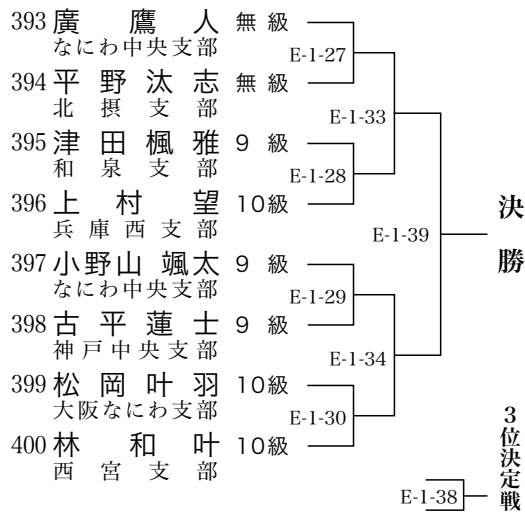 393 廣鷹人 無級
なにわ中央支部
E-1-27
394 平野汰志 無級
北摂支部
E-1-33
395 津田楓雅 9級
和泉支部
E-1-28
396 上村望 10級
兵庫西支部
E-1-39
決勝
397 小野山颯太 9級
なにわ中央支部
E-1-29
398 古平蓮士 9級
神戸中央支部
E-1-34
399 松岡叶羽 10級
大阪なにわ支部
E-1-30
400 林和叶 10級
西宮支部
3位決定戦
E-1-38